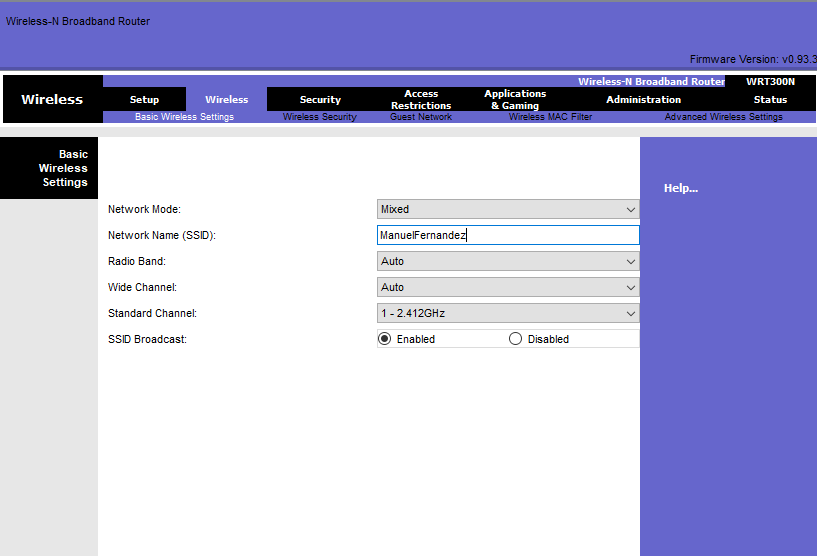 Wireless-N Broadband Router
Firmware Version: v0.93.3
Wireless-N Broadband Router WRT300N
Wireless
Setup Wireless Security Access Restrictions Applications & Gaming Administration Status
Basic Wireless Settings Wireless Security Guest Network Wireless MAC Filter Advanced Wireless Settings
Basic
Wireless
Settings
Help...
Network Mode: Mixed
Network Name (SSID): ManuelFernandez
Radio Band: Auto
Wide Channel: Auto
Standard Channel: 1 - 2.412GHz
SSID Broadcast: Enabled Disabled